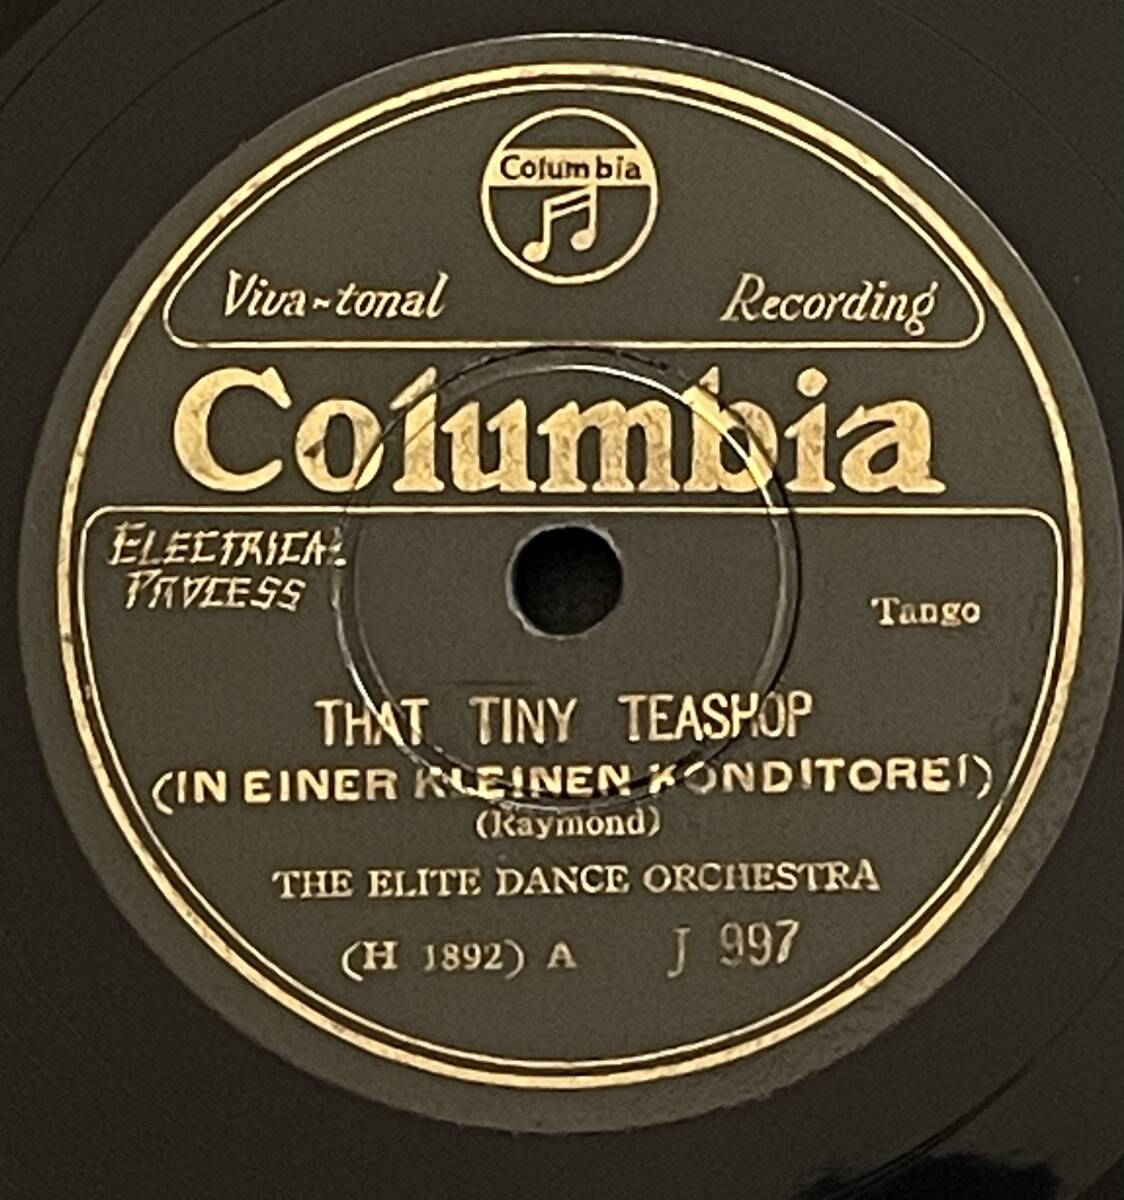 Columbia
Viva-tonal Recording
Columbia
ELECTRICAL
PROCESS
Tango
THAT TINY TEASHOP
(IN EINER KLEINEN KONDITOREI)
(Raymond)
THE ELITE DANCE ORCHESTRA
(H 1892) A J 997